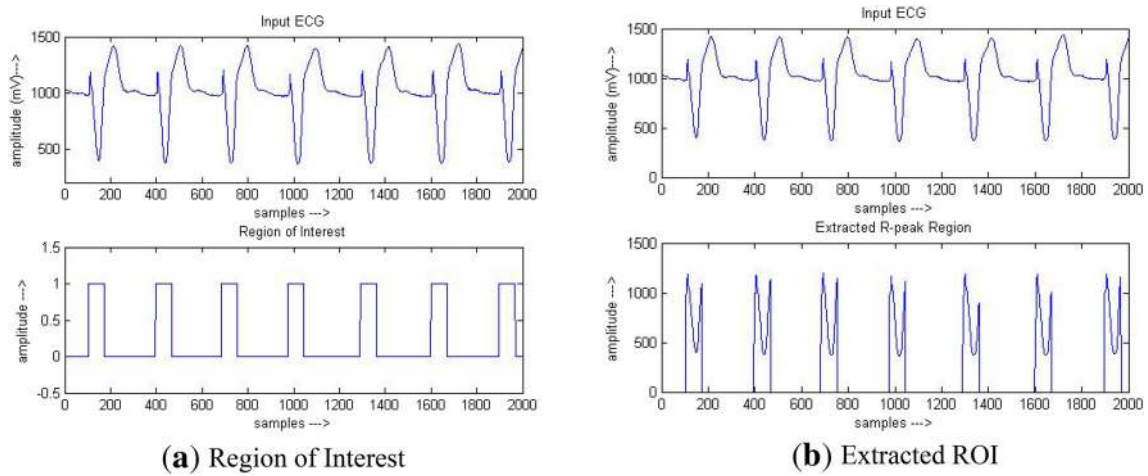 Input ECG
1500
1000
500
amplitude (mV)--->
0 200 400 600 800 1000 1200 1400 1600 1800 2000
samples --->
Region of Interest
1.5
1
0.5
0
-0.5
amplitude --->
0 200 400 600 800 1000 1200 1400 1600 1800 2000
samples --->
(a) Region of Interest
Input ECG
1500
1000
500
0
amplitude (mV)--->
0 200 400 600 800 1000 1200 1400 1600 1800 2000
samples --->
Extracted R-peak Region
1500
1000
500
0
amplitude --->
0 200 400 600 800 1000 1200 1400 1600 1800 2000
samples --->
(b) Extracted ROI